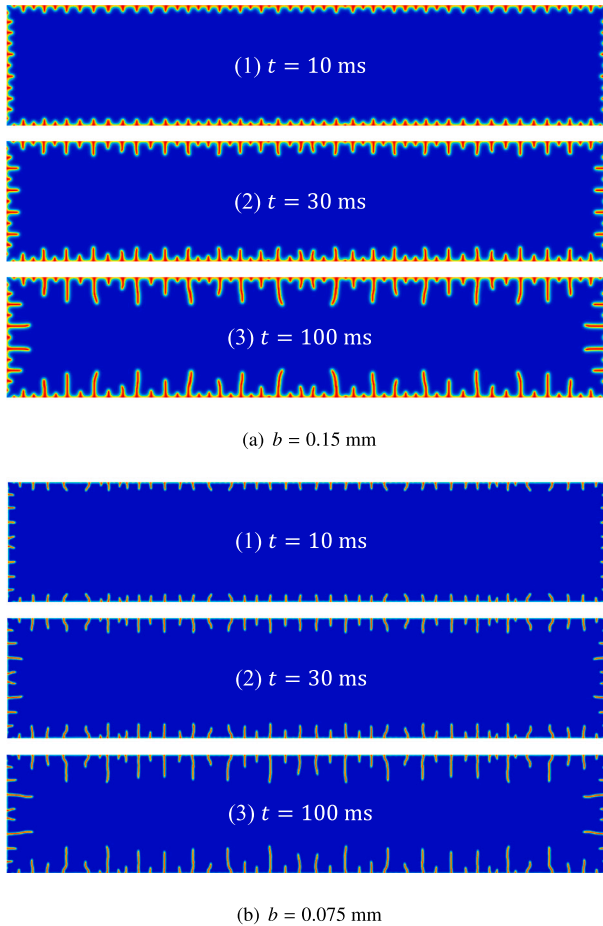 (1) t = 10 ms
(2) t = 30 ms
(3) t = 100 ms
(a) b = 0.15 mm
(1) t = 10 ms
(2) t = 30 ms
(3) t = 100 ms
(b) b = 0.075 mm